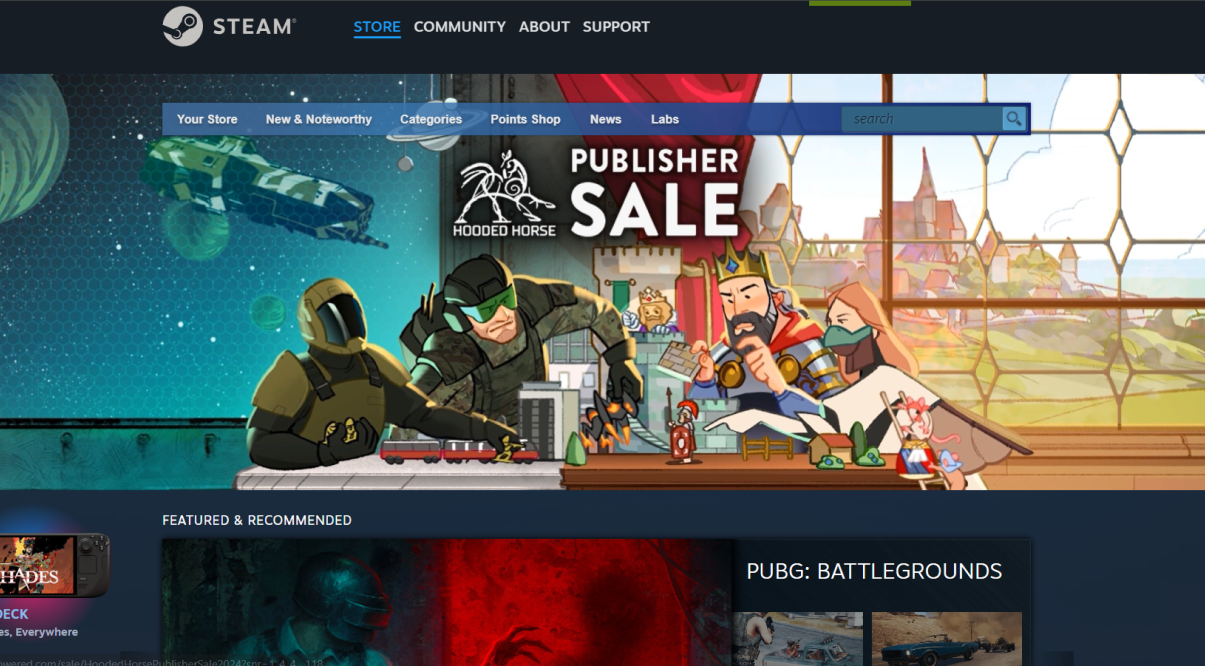 STEAM®
STORE COMMUNITY ABOUT SUPPORT
Your Store New & Noteworthy Categories Points Shop News Labs search
HOODED HORSE
PUBLISHER
SALE
FEATURED & RECOMMENDED
HADES
PUBG: BATTLEGROUNDS
DECK
es, Everywhere
owered.com/sale/HoodedHorsePublisherSale2024?snr=1_4_4__118